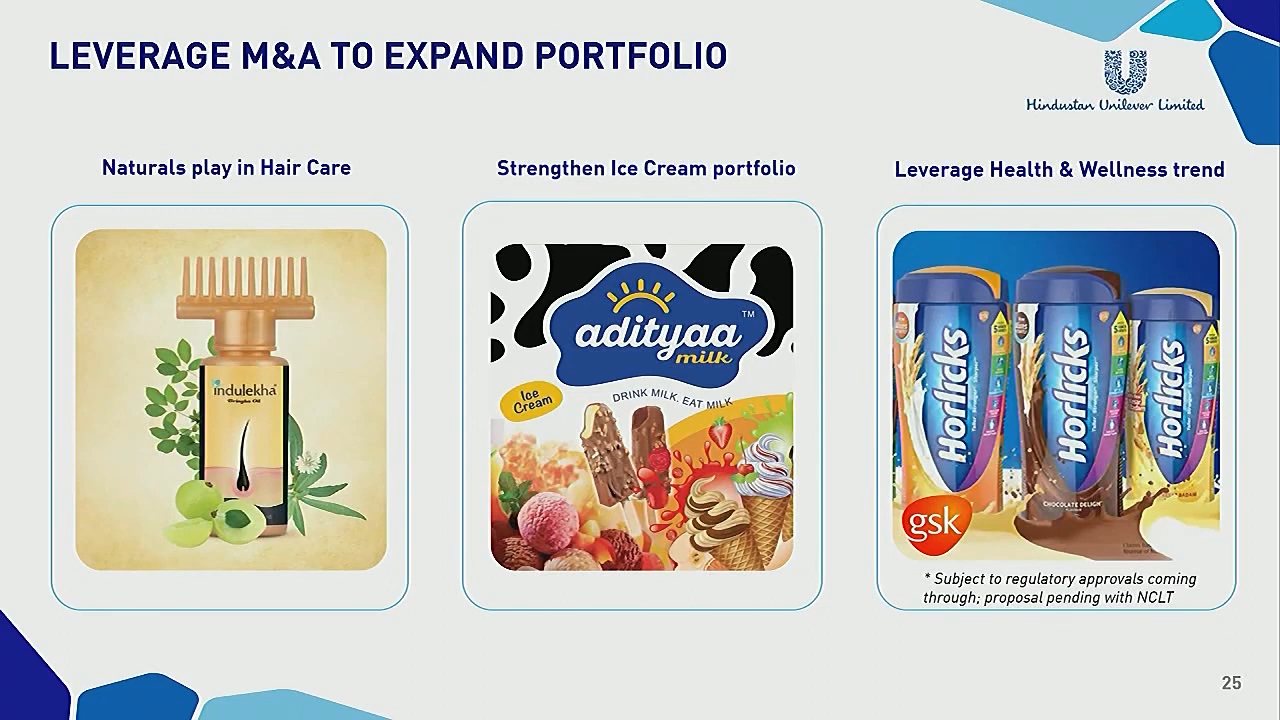 LEVERAGE M&A TO EXPAND PORTFOLIO
Hindustan Unilever Limited
Naturals play in Hair Care
Strengthen Ice Cream portfolio
Leverage Health & Wellness trend
indulekha
Bringha Oil
adityaa
TM
milk
Ice
Cream
DRINK MILK, EAT MILK
Horlicks
Horlicks
Horlicks
CHOCOLATE DELIGHT
gsk
* Subject to regulatory approvals coming
through; proposal pending with NCLT
25